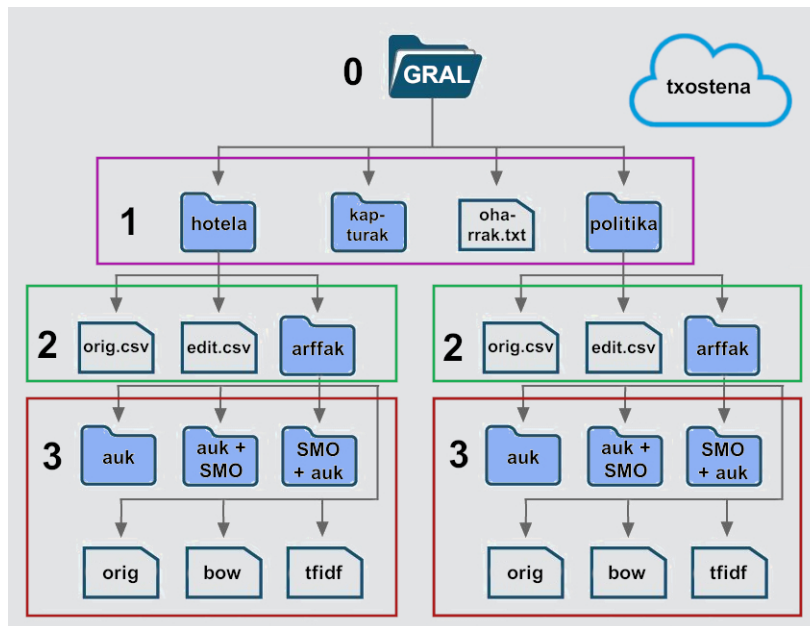 0
GRAL
txostena
1
hotela
kap-
turak
oha-
rrak.txt
politika
2
orig.csv
edit.csv
arffak
2
orig.csv
edit.csv
arffak
3
auk
auk +
SMO
SMO
+ auk
orig
bow
tfidf
3
auk
auk +
SMO
SMO
+ auk
orig
bow
tfidf